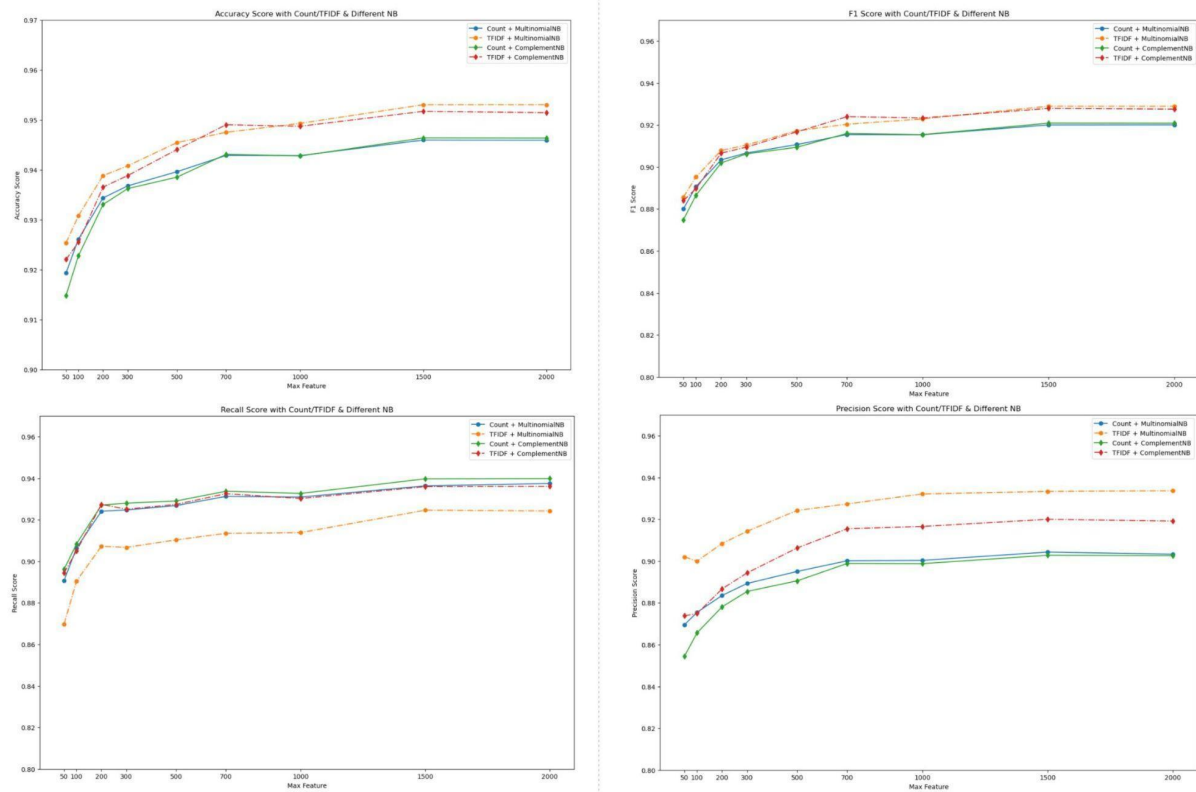 Accuracy Score with Count/TFIDF & Different NB
Count + MultinomialNB
TFIDF + MultinomialNB
Count + ComplementNB
TFIDF + ComplementNB
0.97
0.96
0.95
0.94
0.93
0.92
0.91
0.90
Accuracy Score
50 100 200 300 500 700 1000 1500 2000
Max Feature
F1 Score with Count/TFIDF & Different NB
Count + MultinomialNB
TFIDF + MultinomialNB
Count + ComplementNB
TFIDF + ComplementNB
0.96
0.94
0.92
0.90
0.88
0.86
0.84
0.82
0.80
F1 Score
50 100 200 300 500 700 1000 1500 2000
Max Feature
Recall Score with Count/TFIDF & Different NB
Count + MultinomialNB
TFIDF + MultinomialNB
Count + ComplementNB
TFIDF + ComplementNB
0.96
0.94
0.92
0.90
0.88
0.86
0.84
0.82
0.80
Recall Score
50 100 200 300 500 700 1000 1500 2000
Max Feature
Precision Score with Count/TFIDF & Different NB
Count + MultinomialNB
TFIDF + MultinomialNB
Count + ComplementNB
TFIDF + ComplementNB
0.96
0.94
0.92
0.90
0.88
0.86
0.84
0.82
0.80
Precision Score
50 100 200 300 500 700 1000 1500 2000
Max Feature